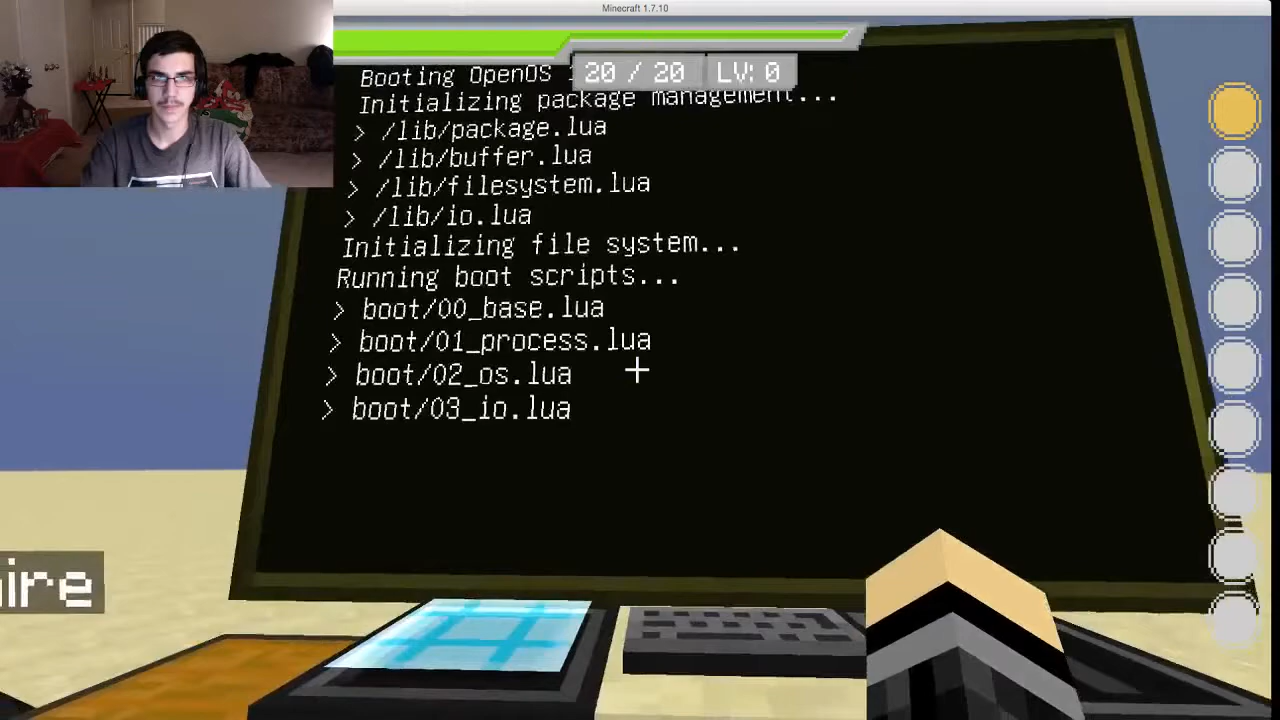 Minecraft 1.7.10
20 / 20 LV: 0
Booting OpenOS
Initializing package management...
> /lib/package.lua
> /lib/buffer.lua
> /lib/filesystem.lua
> /lib/io.lua
Initializing file system...
Running boot scripts...
> boot/00_base.lua
> boot/01_process.lua
> boot/02_os.lua
> boot/03_io.lua